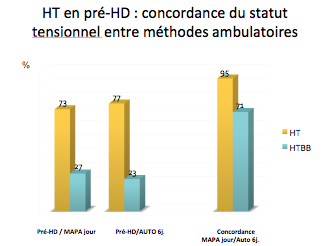 HT en pré-HD : concordance du statut
tensionnel entre méthodes ambulatoires
%
73
27
77
23
95
71
HT
HTBB
Pré-HD / MAPA jour
Pré-HD/AUTO 6j.
Concordance
MAPA jour/Auto 6j.